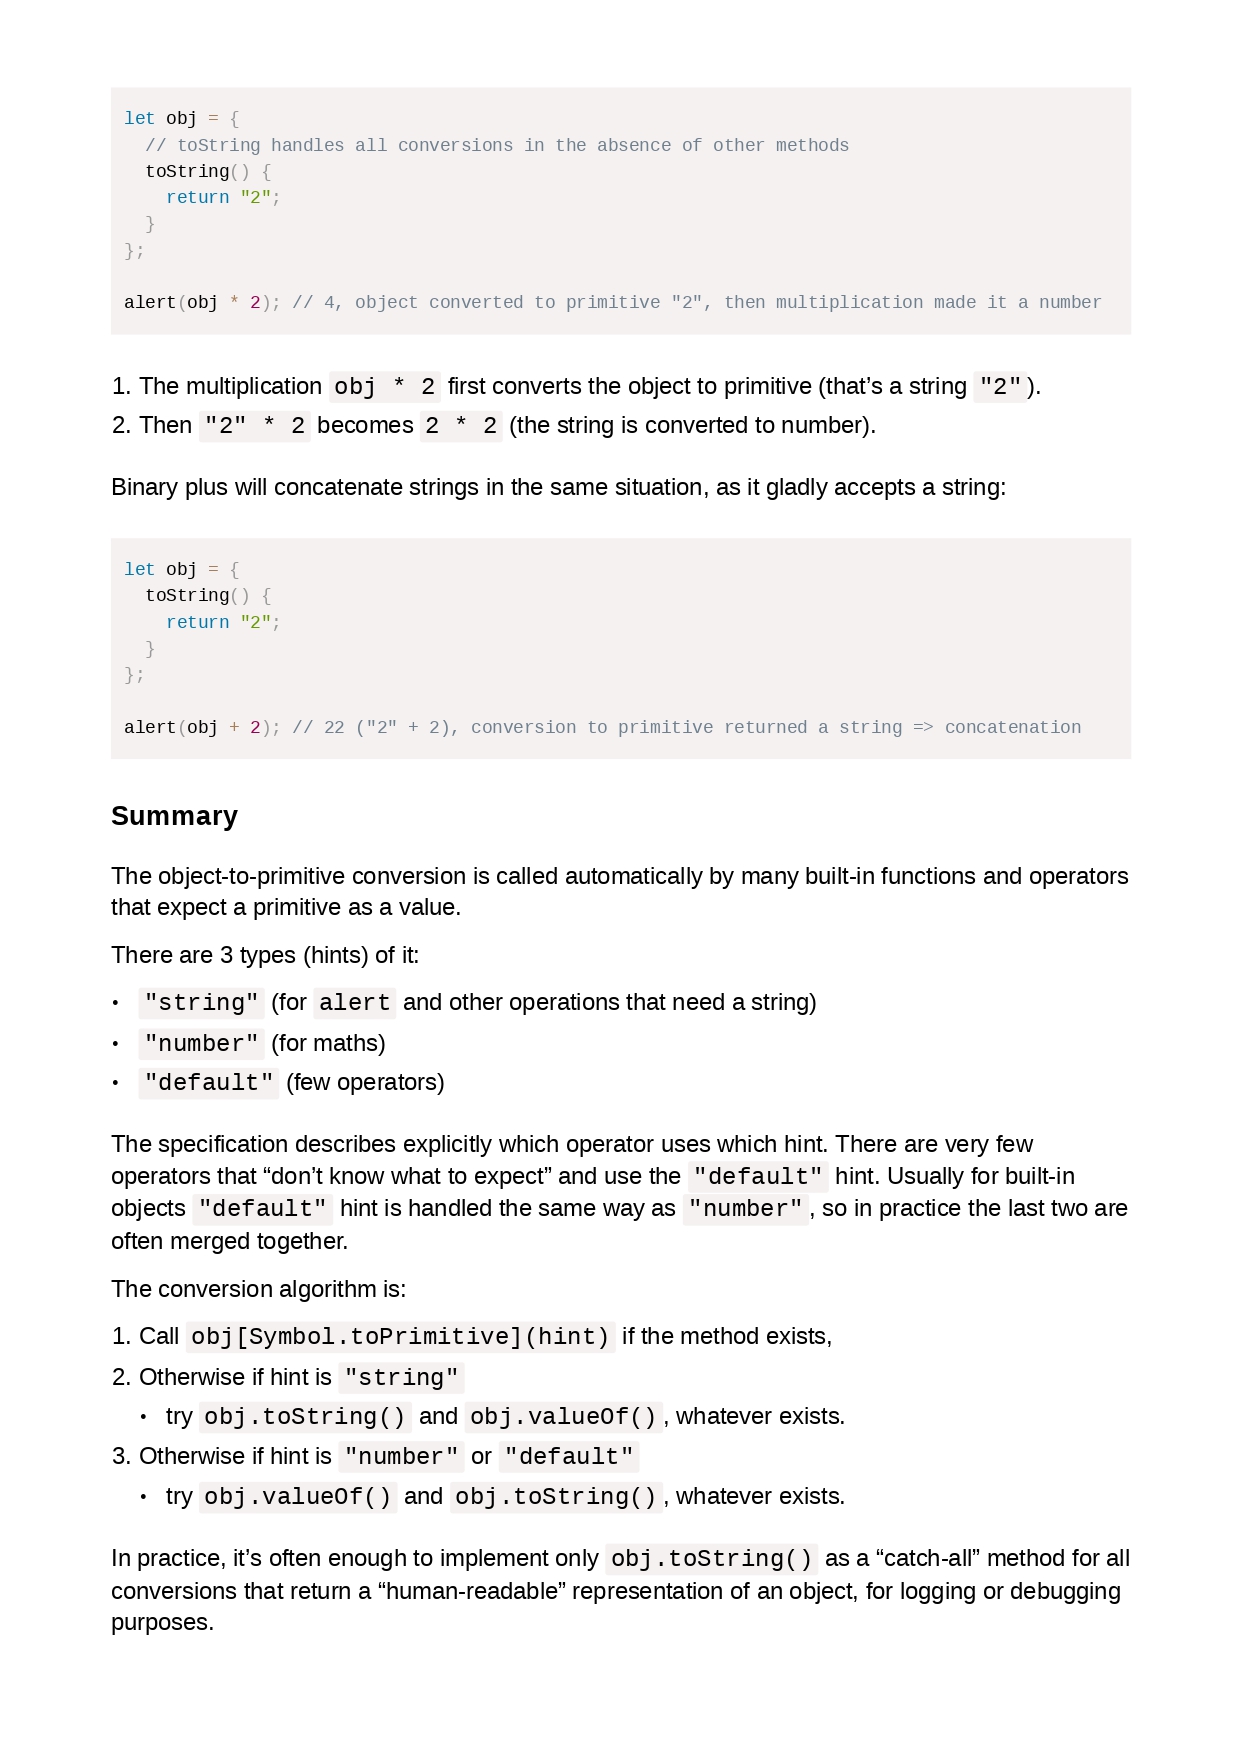 let obj = {
  // toString handles all conversions in the absence of other methods
  toString() {
    return "2";
  }
};
alert(obj * 2); // 4, object converted to primitive "2", then multiplication made it a number
1. The multiplication obj * 2 first converts the object to primitive (that’s a string "2").
2. Then "2" * 2 becomes 2 * 2 (the string is converted to number).
Binary plus will concatenate strings in the same situation, as it gladly accepts a string:
let obj = {
  toString() {
    return "2";
  }
};
alert(obj + 2); // 22 ("2" + 2), conversion to primitive returned a string => concatenation
Summary
The object-to-primitive conversion is called automatically by many built-in functions and operators
that expect a primitive as a value.
There are 3 types (hints) of it:
• "string" (for alert and other operations that need a string)
• "number" (for maths)
• "default" (few operators)
The specification describes explicitly which operator uses which hint. There are very few
operators that “don’t know what to expect” and use the "default" hint. Usually for built-in
objects "default" hint is handled the same way as "number", so in practice the last two are
often merged together.
The conversion algorithm is:
1. Call obj[Symbol.toPrimitive](hint) if the method exists,
2. Otherwise if hint is "string"
• try obj.toString() and obj.valueOf(), whatever exists.
3. Otherwise if hint is "number" or "default"
• try obj.valueOf() and obj.toString(), whatever exists.
In practice, it’s often enough to implement only obj.toString() as a “catch-all” method for all
conversions that return a “human-readable” representation of an object, for logging or debugging
purposes.